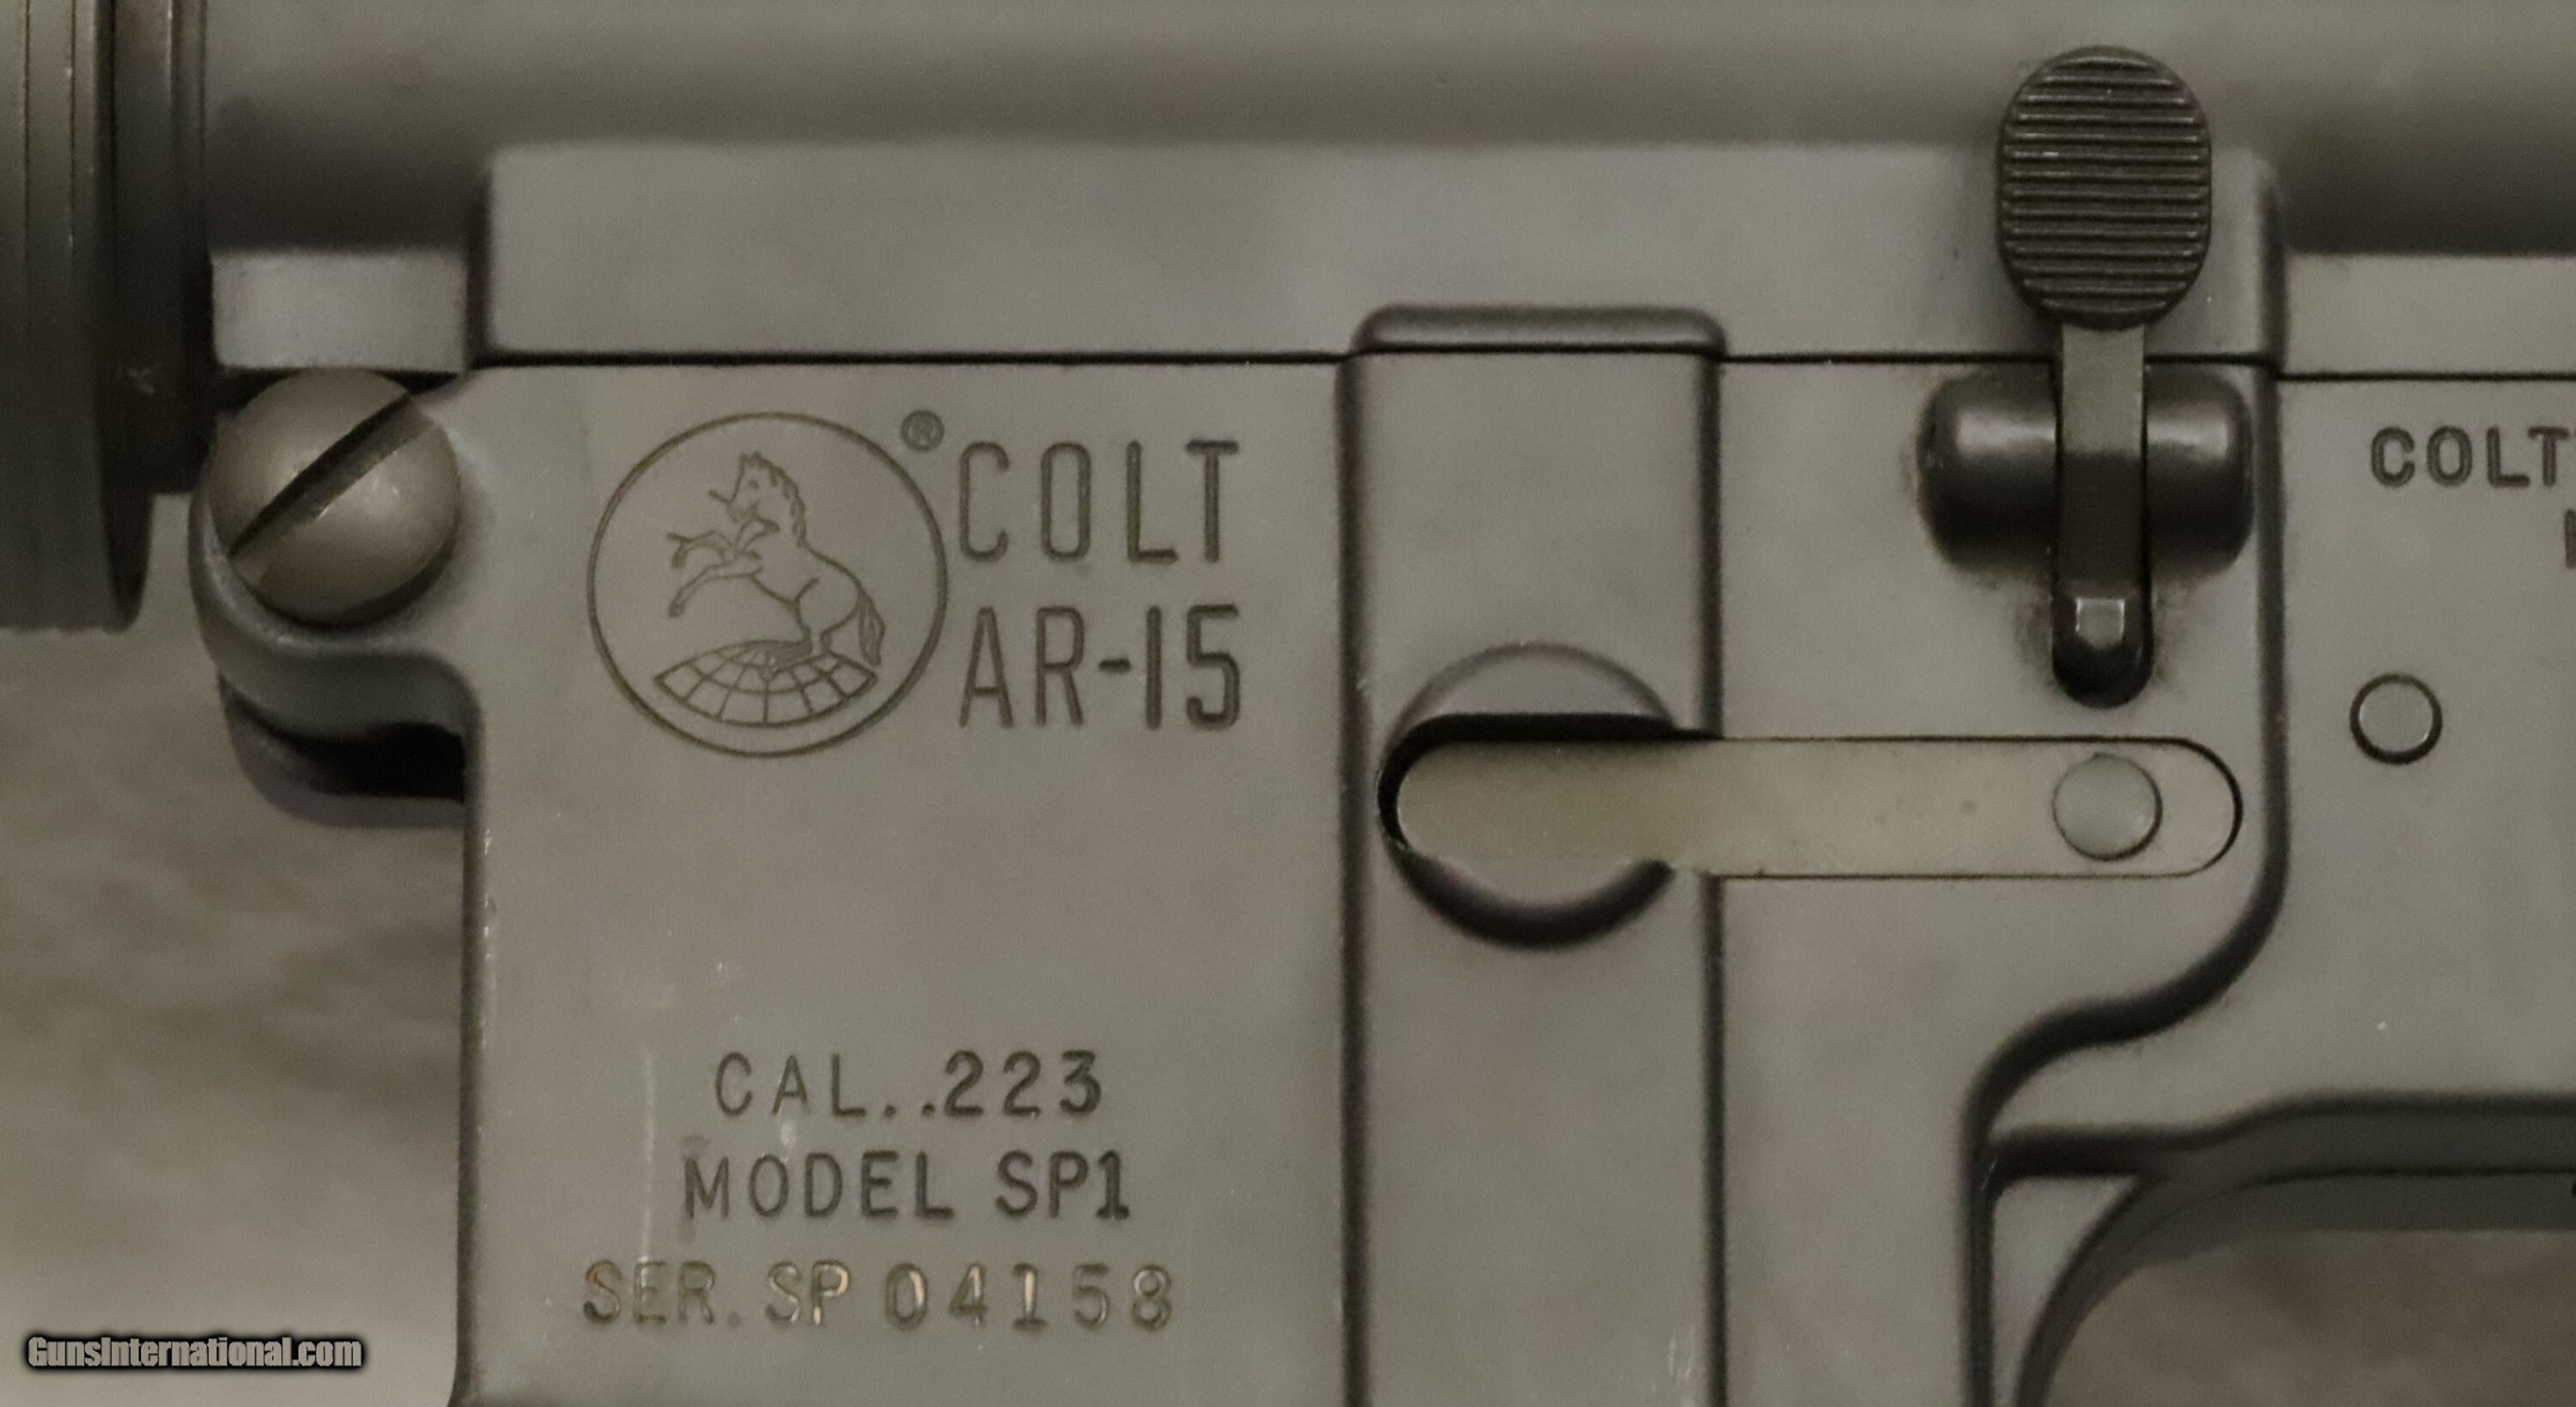 ® COLT
AR-15
COLT
CAL. .223
MODEL SP1
SER. SP 04158
GunsInternational.com